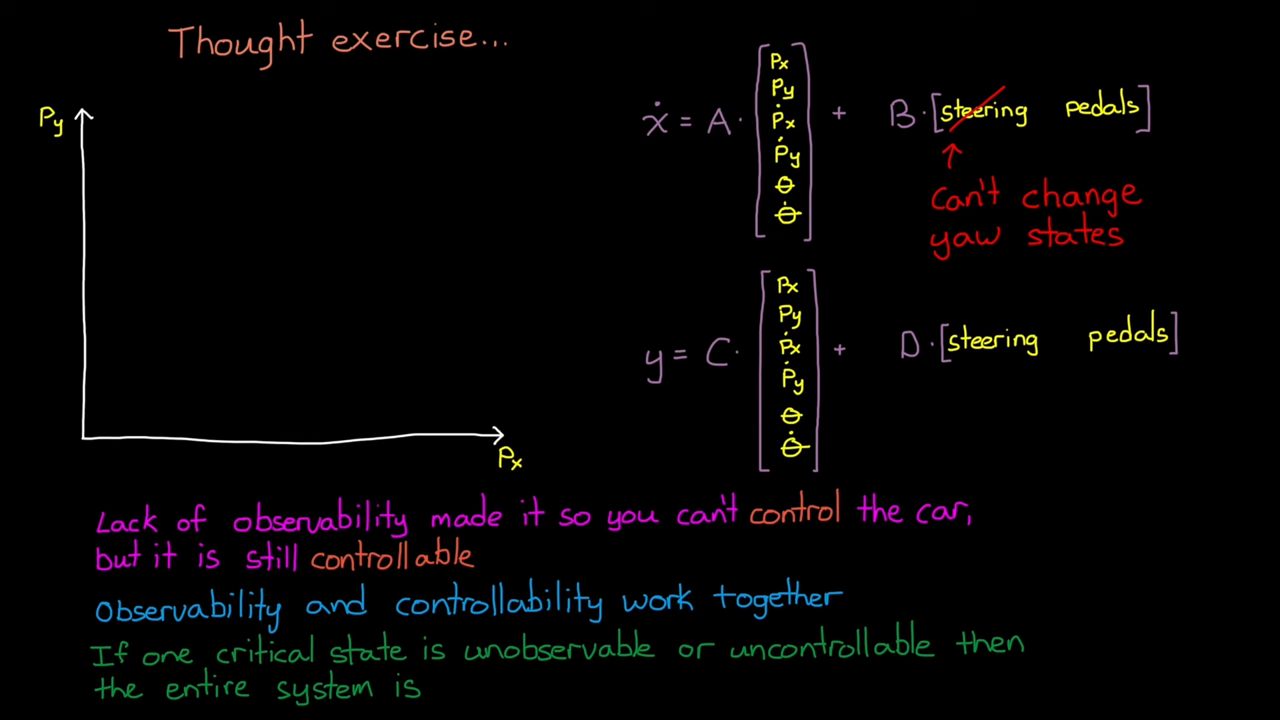 Thought exercise...
Py
Px
ẋ = A · [Px Py Ṗx Ṗy Θ Θ̇] + B · [steering pedals]
↑
Can't change
yaw states
y = C · [Px Py Ṗx Ṗy Θ Θ̇] + D · [steering pedals]
Lack of observability made it so you can't control the car,
but it is still controllable
Observability and controllability work together
If one critical state is unobservable or uncontrollable then
the entire system is